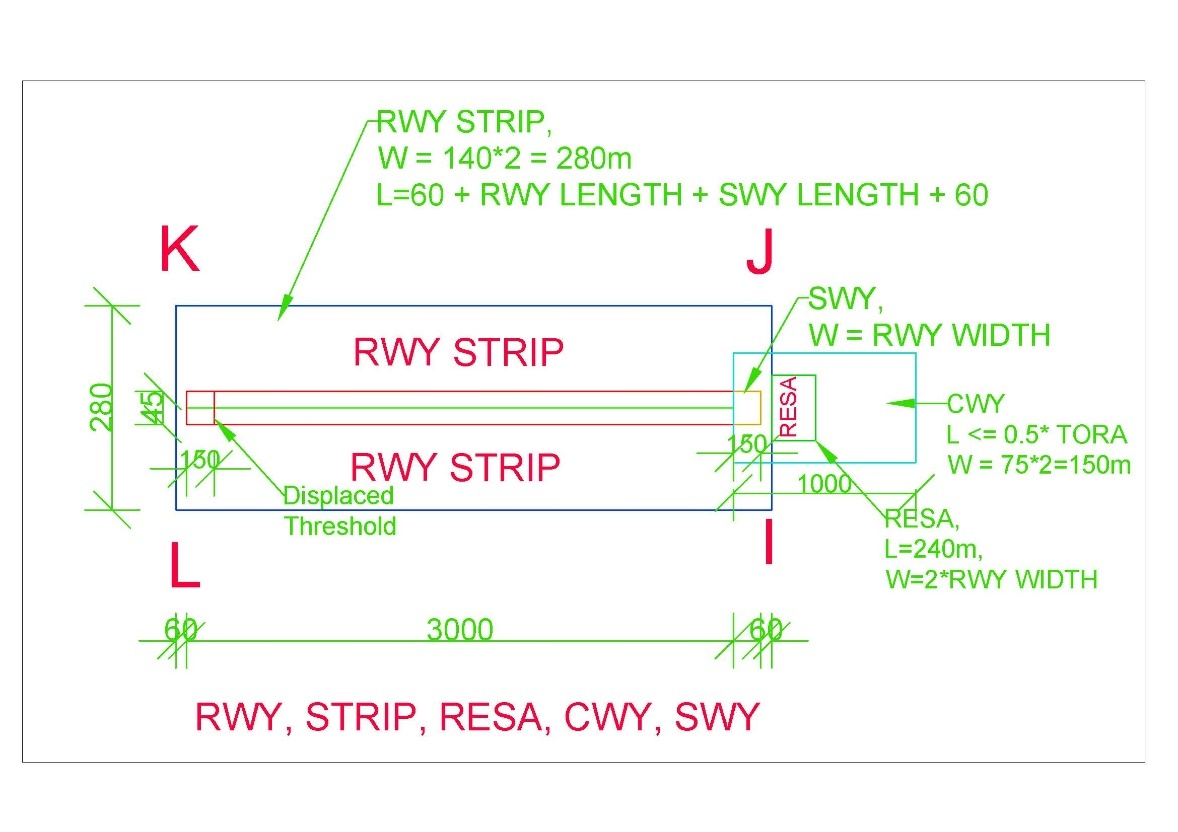 RWY STRIP,
W = 140*2 = 280m
L=60 + RWY LENGTH + SWY LENGTH + 60
K
J
SWY,
W = RWY WIDTH
RWY STRIP
RESA
CWY
L <= 0.5* TORA
W = 75*2=150m
280
45
150
RWY STRIP
150
1000
Displaced
Threshold
RESA,
L=240m,
W=2*RWY WIDTH
L
I
60
3000
60
RWY, STRIP, RESA, CWY, SWY